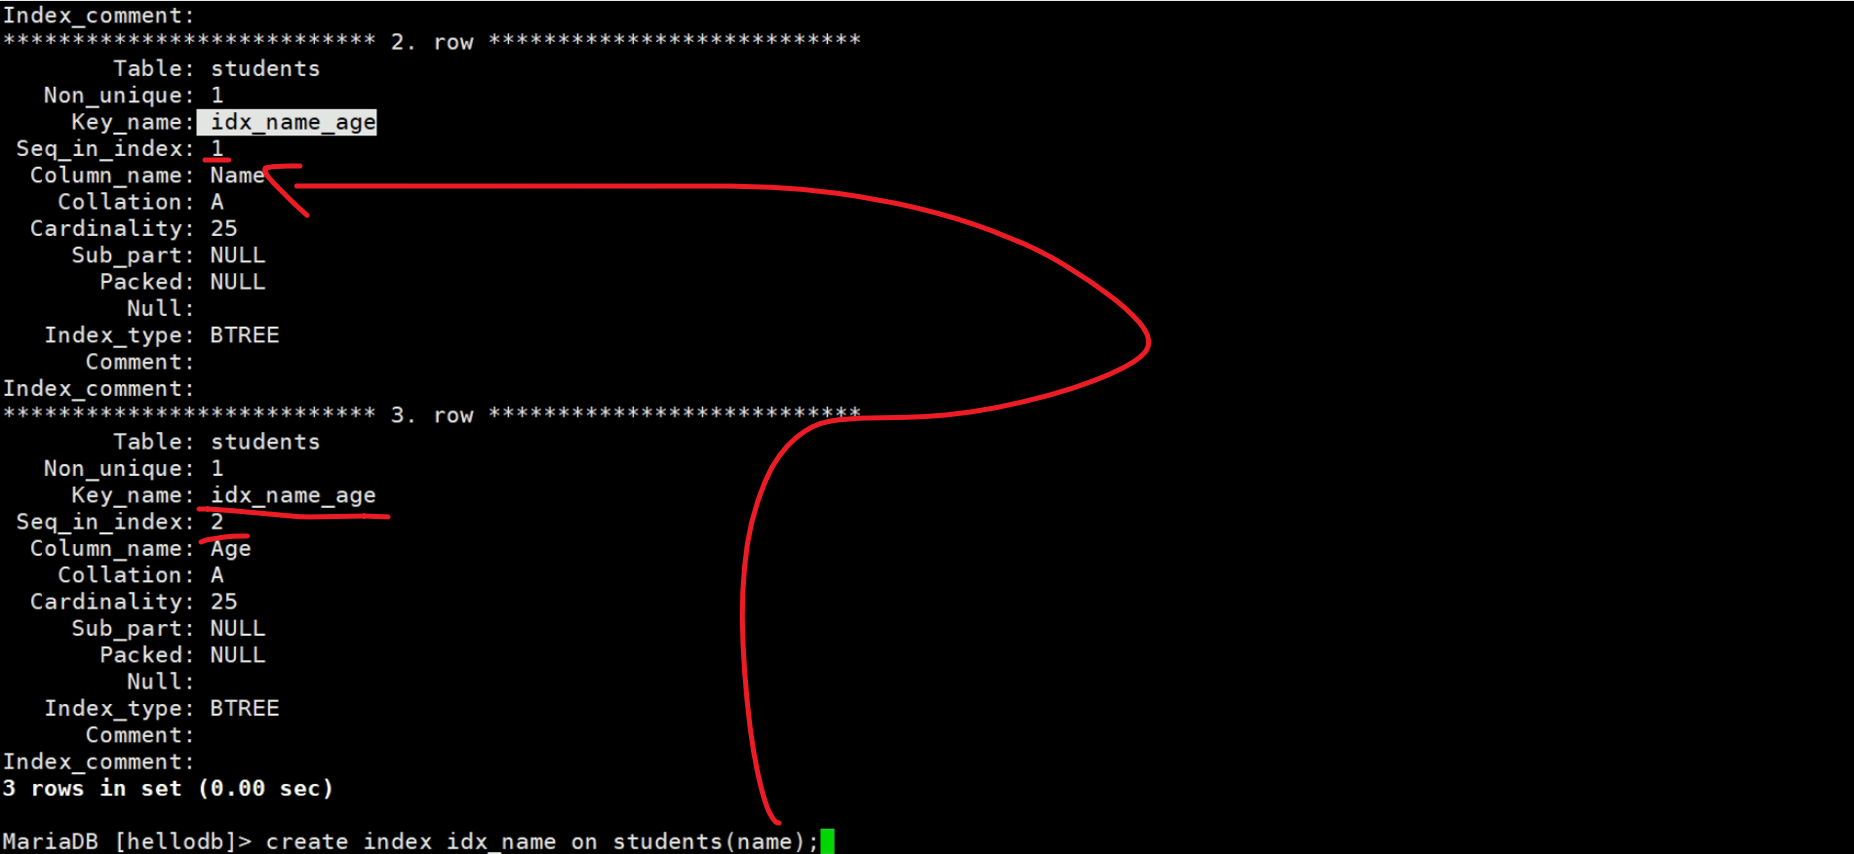 Index_comment:
*************************** 2. row ***************************
Table: students
Non_unique: 1
Key_name: idx_name_age
Seq_in_index: 1
Column_name: Name
Collation: A
Cardinality: 25
Sub_part: NULL
Packed: NULL
Null:
Index_type: BTREE
Comment:
Index_comment:
*************************** 3. row ***************************
Table: students
Non_unique: 1
Key_name: idx_name_age
Seq_in_index: 2
Column_name: Age
Collation: A
Cardinality: 25
Sub_part: NULL
Packed: NULL
Null:
Index_type: BTREE
Comment:
Index_comment:
3 rows in set (0.00 sec)
MariaDB [hellodb]> create index idx_name on students(name);